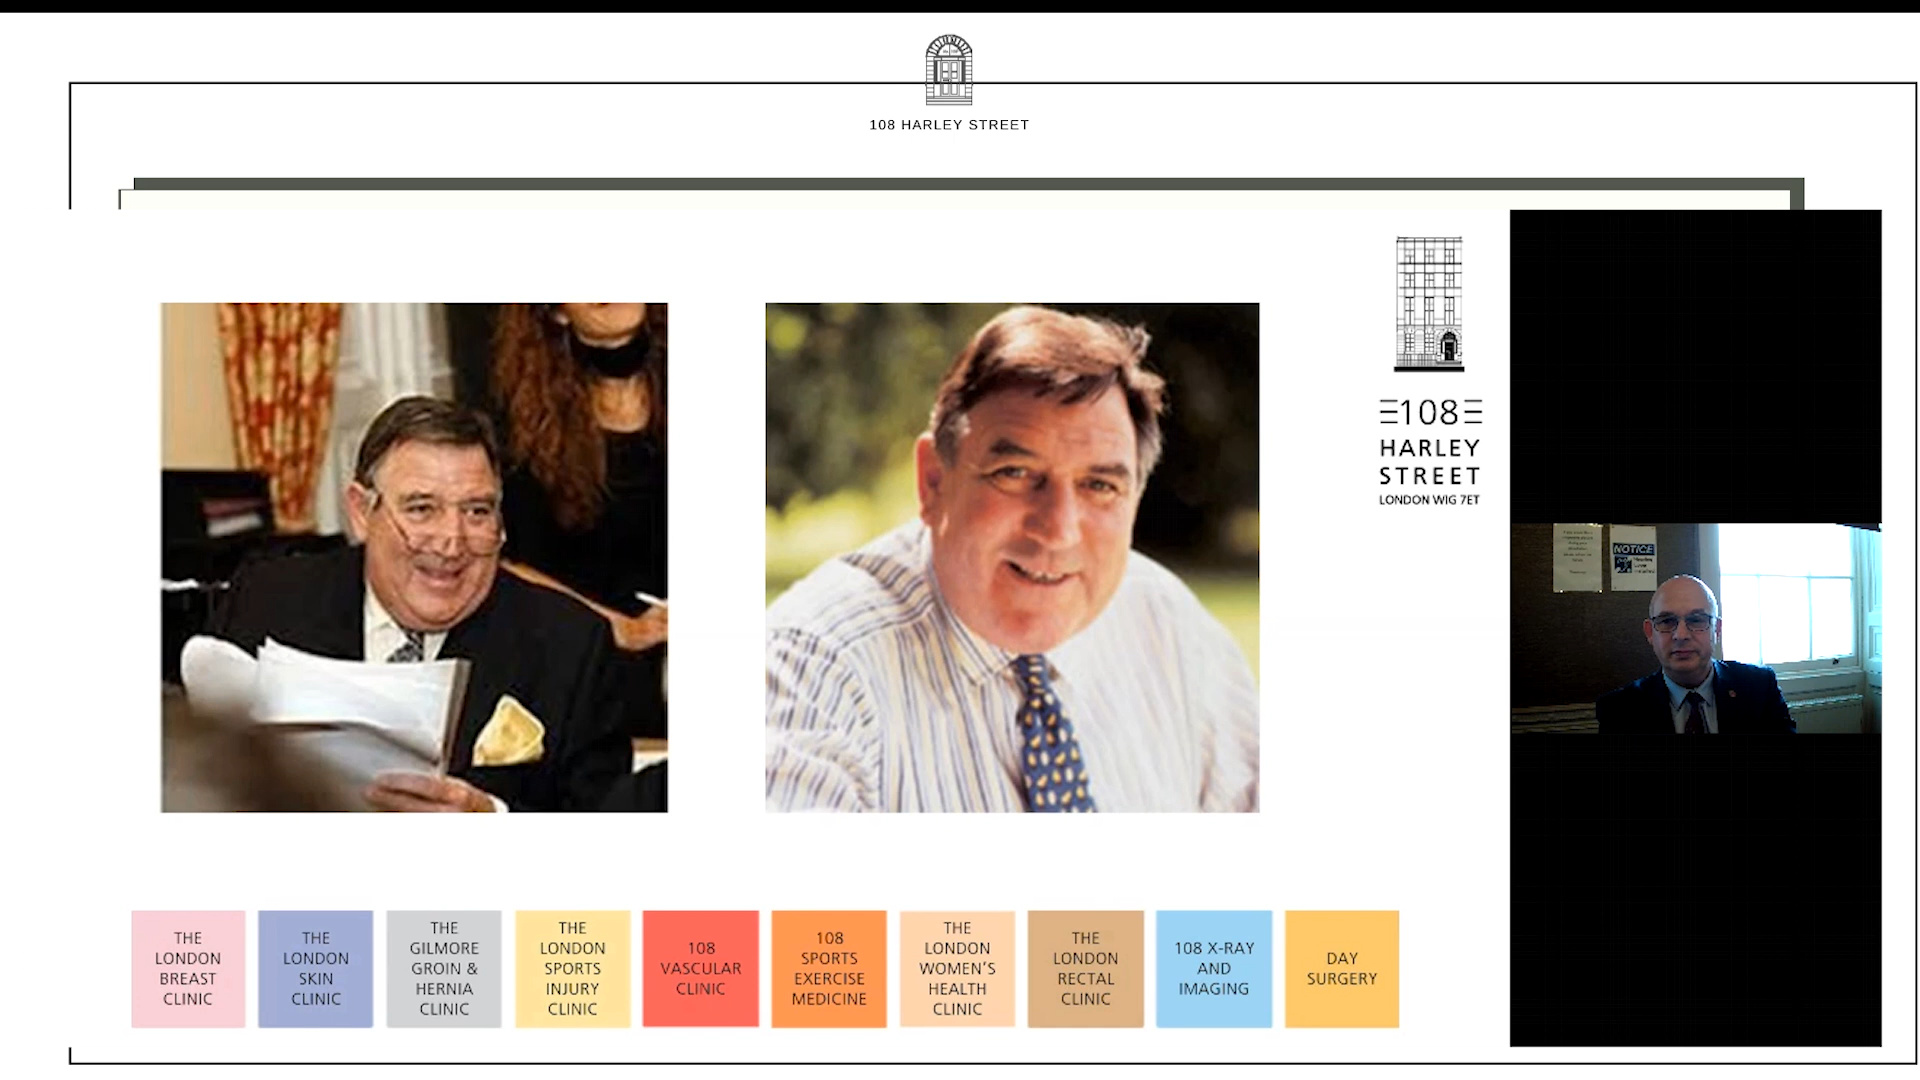 108 HARLEY STREET
108
HARLEY
STREET
LONDON W1G 7ET
NOTICE
THE
LONDON
BREAST
CLINIC
THE
LONDON
SKIN
CLINIC
THE
GILMORE
GROIN &
HERNIA
CLINIC
THE
LONDON
SPORTS
INJURY
CLINIC
108
VASCULAR
CLINIC
108
SPORTS
EXERCISE
MEDICINE
THE
LONDON
WOMEN'S
HEALTH
CLINIC
THE
LONDON
RECTAL
CLINIC
108 X-RAY
AND
IMAGING
DAY
SURGERY